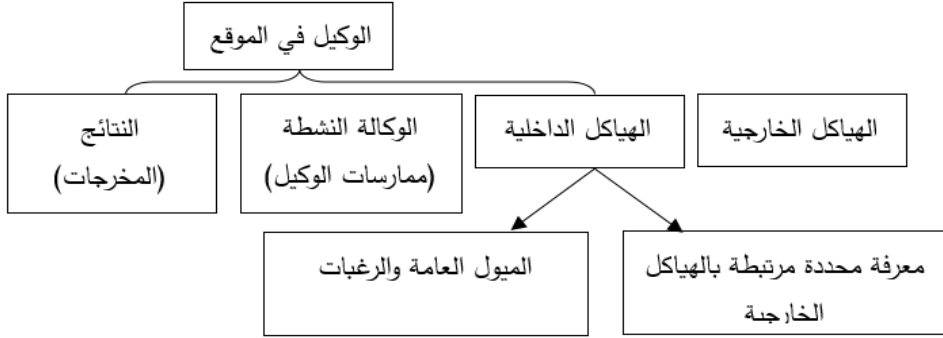 الوكيل في الموقع
الهياكل الخارجية
الهياكل الداخلية
الوكالة النشطة
(ممارسات الوكيل)
النتائج
(المخرجات)
معرفة محددة مرتبطة بالهياكل
الخارجية
الميول العامة والرغبات